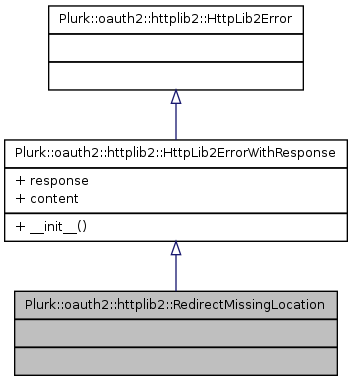 Plurk::oauth2::httplib2::HttpLib2Error
Plurk::oauth2::httplib2::HttpLib2ErrorWithResponse
+ response
+ content
+ __init__()
Plurk::oauth2::httplib2::RedirectMissingLocation